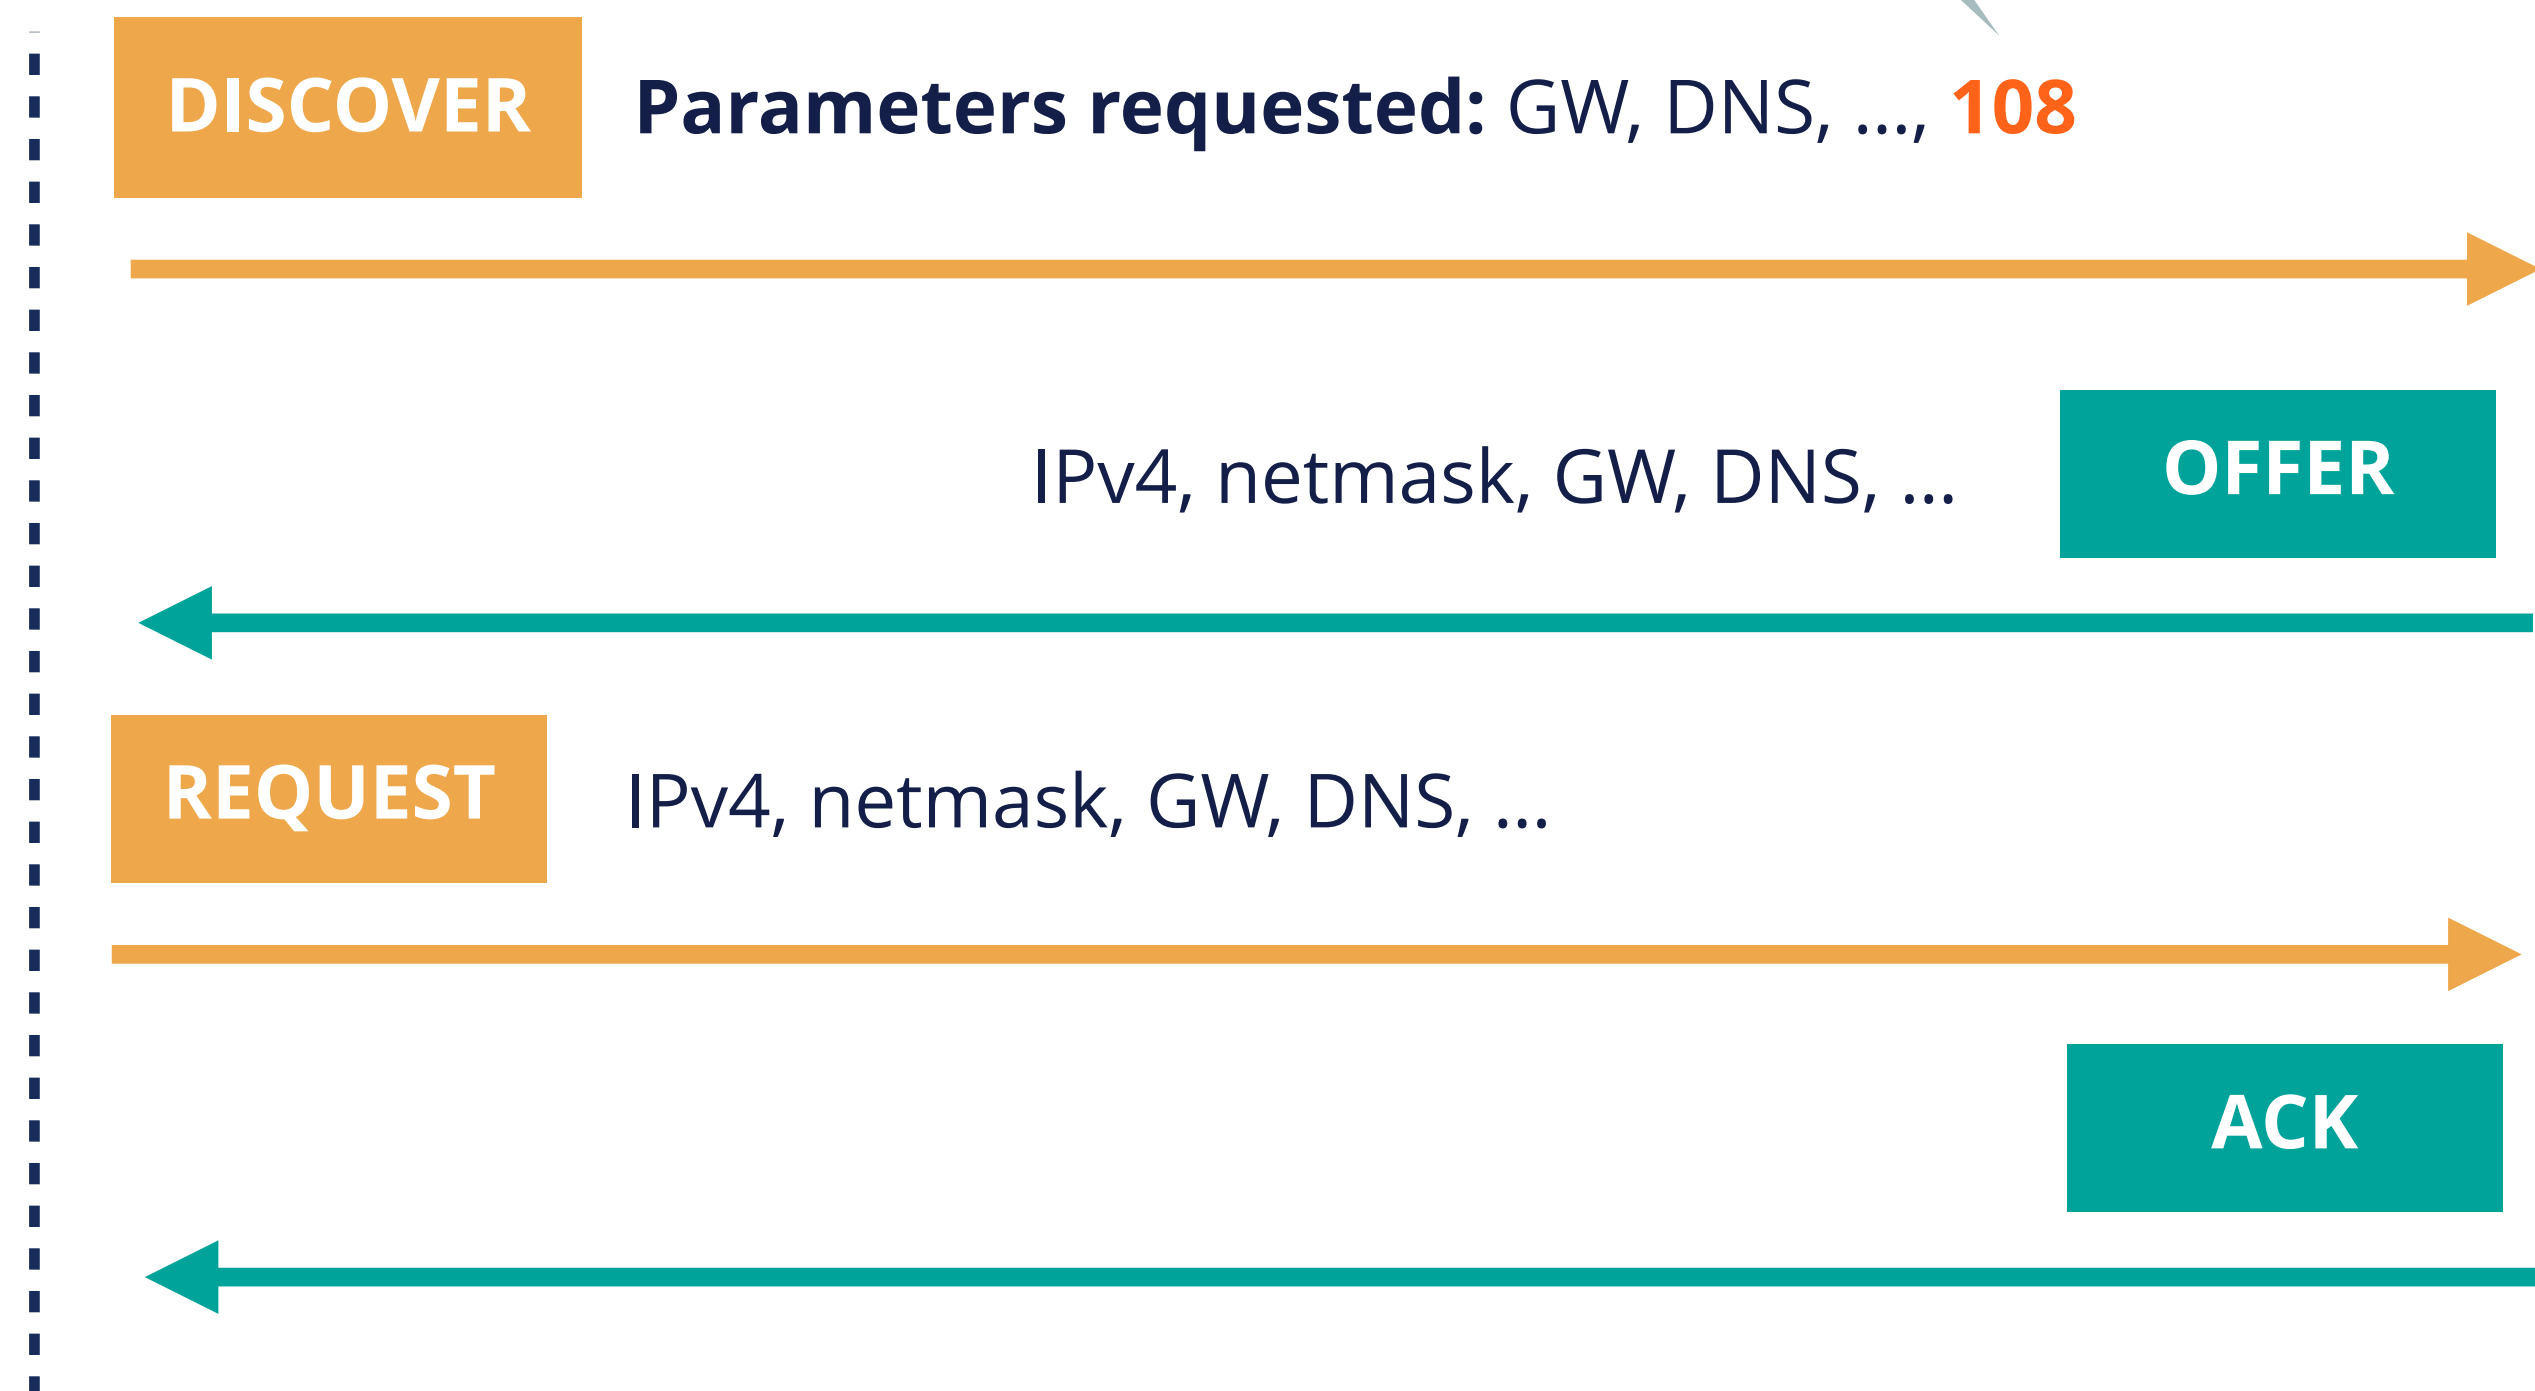 DISCOVER
Parameters requested: GW, DNS, ..., 108
IPv4, netmask, GW, DNS, ...
OFFER
REQUEST
IPv4, netmask, GW, DNS, ...
ACK